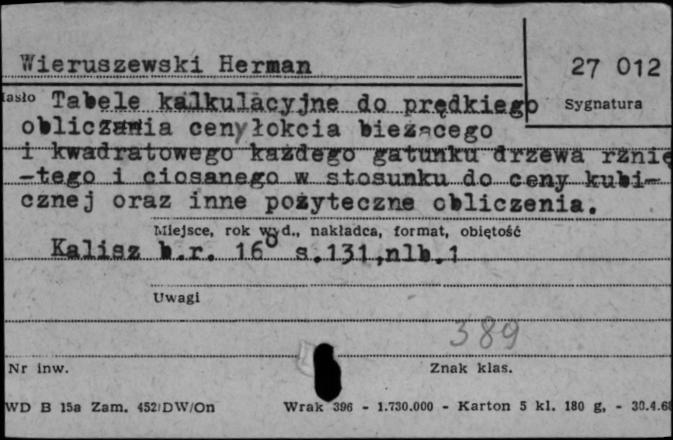 Wieruszewski Herman
27 012
Hasło Tabele kalkulacyjne do prędkiego
Sygnatura
obliczania ceny łokcia bieżącego
i kwadratowego każdego gatunku drzewa rznię
-tego i ciosanego w stosunku do ceny kubi-
cznej oraz inne pożyteczne obliczenia.
Miejsce, rok wyd., nakładca, format, objętość
Kalisz b.r. 16° s.131,nlb.1
Uwagi
389
Nr inw.
Znak klas.
WD B 15a Zam. 452/DW/On
Wrak 396 - 1.730.000 - Karton 5 kl. 180 g. - 30.4.68